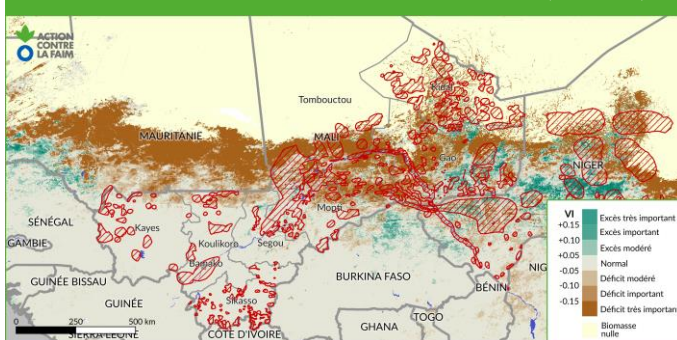 ACTION
CONTRE
LA FAIM
Kidal
Tombouctou
MAURITANIE
MALI
Gao
NIGER
Mopti
SÉNÉGAL
Kayes
Koulikoro
Segou
GAMBIE
Bamako
BURKINA FASO
NIG
GUINÉE BISSAU
Sikasso
BÉNIN
GUINÉE
TOGO
GHANA
SIERRA LEONE
CÔTE D'IVOIRE
0 250 500 km
VI
+0.15
+0.10
+0.05
-0.05
-0.10
-0.15
Excès très important
Excès important
Excès modéré
Normal
Déficit modéré
Déficit important
Déficit très important
Biomasse
nulle